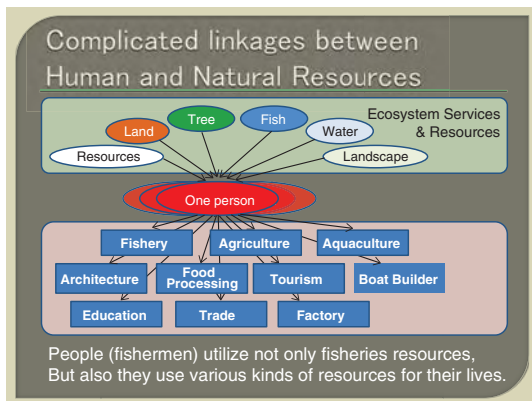 Complicated linkages between
Human and Natural Resources
Ecosystem Services
& Resources
Tree
Fish
Land
Water
Resources
Landscape
One person
Fishery
Agriculture
Aquaculture
Architecture
Food
Processing
Tourism
Boat Builder
Education
Trade
Factory
People (fishermen) utilize not only fisheries resources,
But also they use various kinds of resources for their lives.